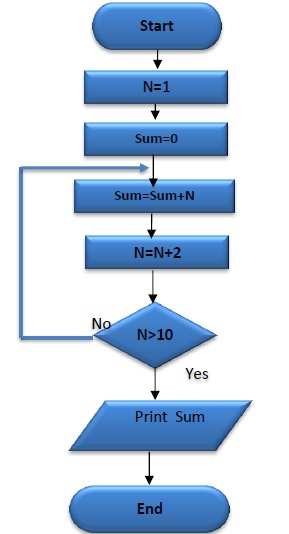 Start
N=1
Sum=0
Sum=Sum+N
N=N+2
No
N>10
Yes
Print Sum
End